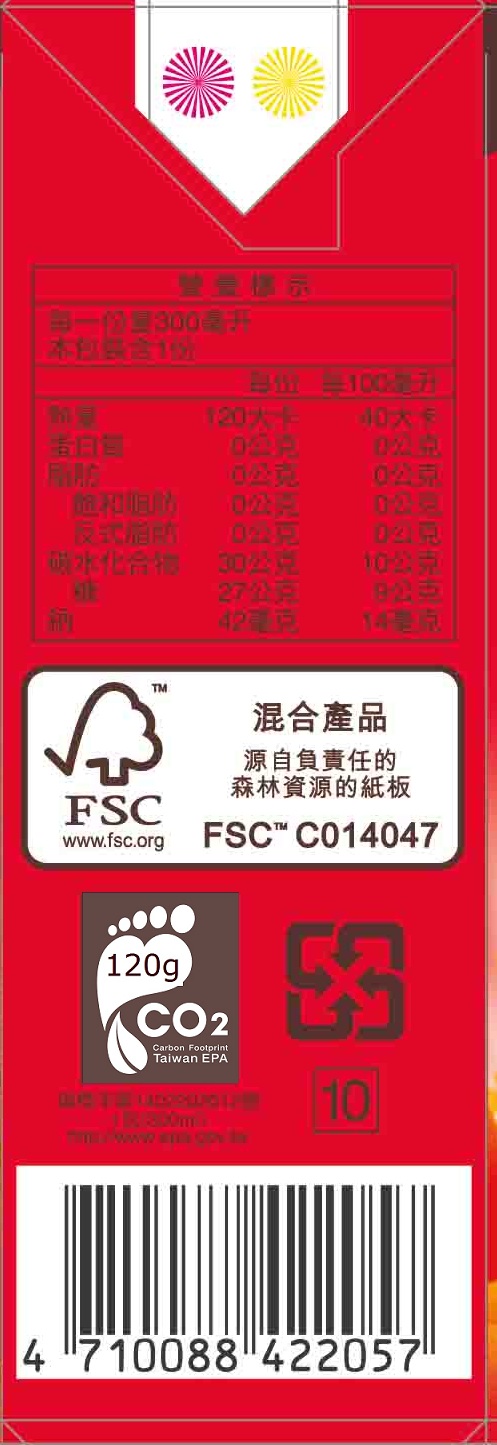 營養標示
每一份量300毫升
本包裝含1份
每份 每100毫升
熱量 120大卡 40大卡
蛋白質 0公克 0公克
脂肪 0公克 0公克
飽和脂肪 0公克 0公克
反式脂肪 0公克 0公克
碳水化合物 30公克 10公克
糖 27公克 9公克
鈉 42毫克 14毫克
TM
FSC
www.fsc.org
混合產品
源自負責任的
森林資源的紙板
FSC™ C014047
120g
CO2
Carbon Footprint
Taiwan EPA
http://www.epa.gov.tw
10
4 710088 422057